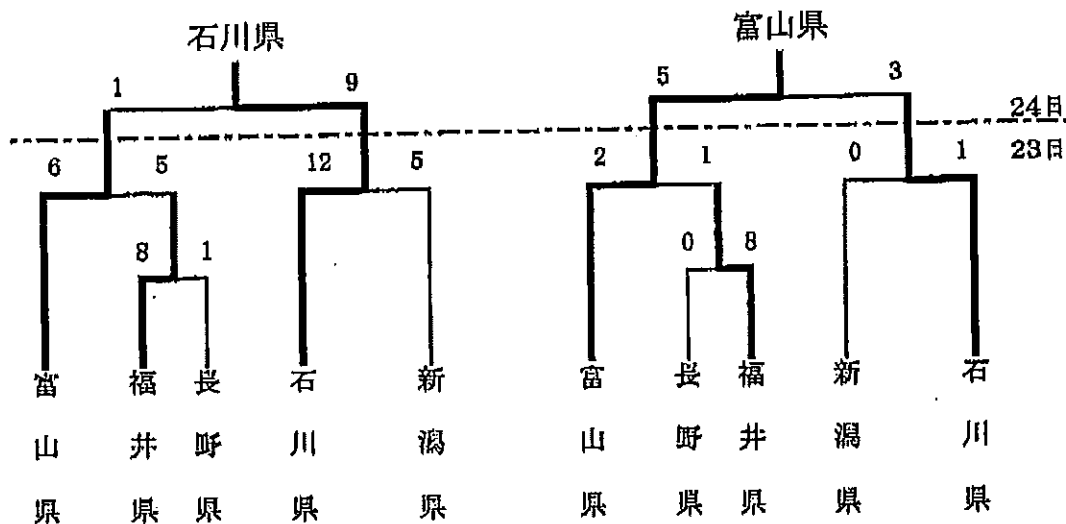 石川県 富山県
1 9 5 3
24日
23日
6 5 12 5 2 1 0 1
8 1 0 8
富山県 福井県 長野県 石川県 新潟県 富山県 長野県 福井県 新潟県 石川県